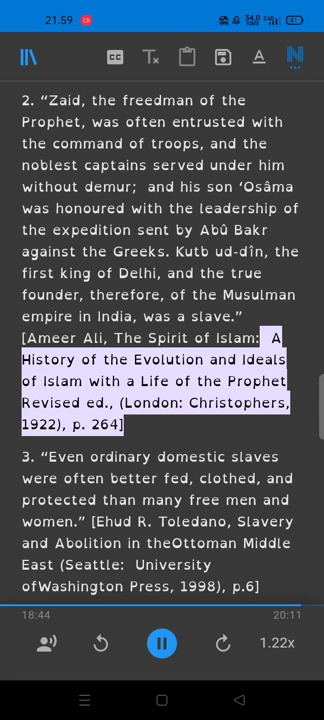 21.59
54.0
KB/S
47
CC
A
N
2. “Zaid, the freedman of the
Prophet, was often entrusted with
the command of troops, and the
noblest captains served under him
without demur;  and his son ‘Osâma
was honoured with the leadership of
the expedition sent by Abû Bakr
against the Greeks. Kutb ud-dîn, the
first king of Delhi, and the true
founder, therefore, of the Musulman
empire in India, was a slave.”
[Ameer Ali, The Spirit of Islam:  A
History of the Evolution and Ideals
of Islam with a Life of the Prophet
Revised ed., (London: Christophers,
1922), p. 264]
3. “Even ordinary domestic slaves
were often better fed, clothed, and
protected than many free men and
women.” [Ehud R. Toledano, Slavery
and Abolition in theOttoman Middle
East (Seattle:  University
ofWashington Press, 1998), p.6]
18:44
20:11
1.22x